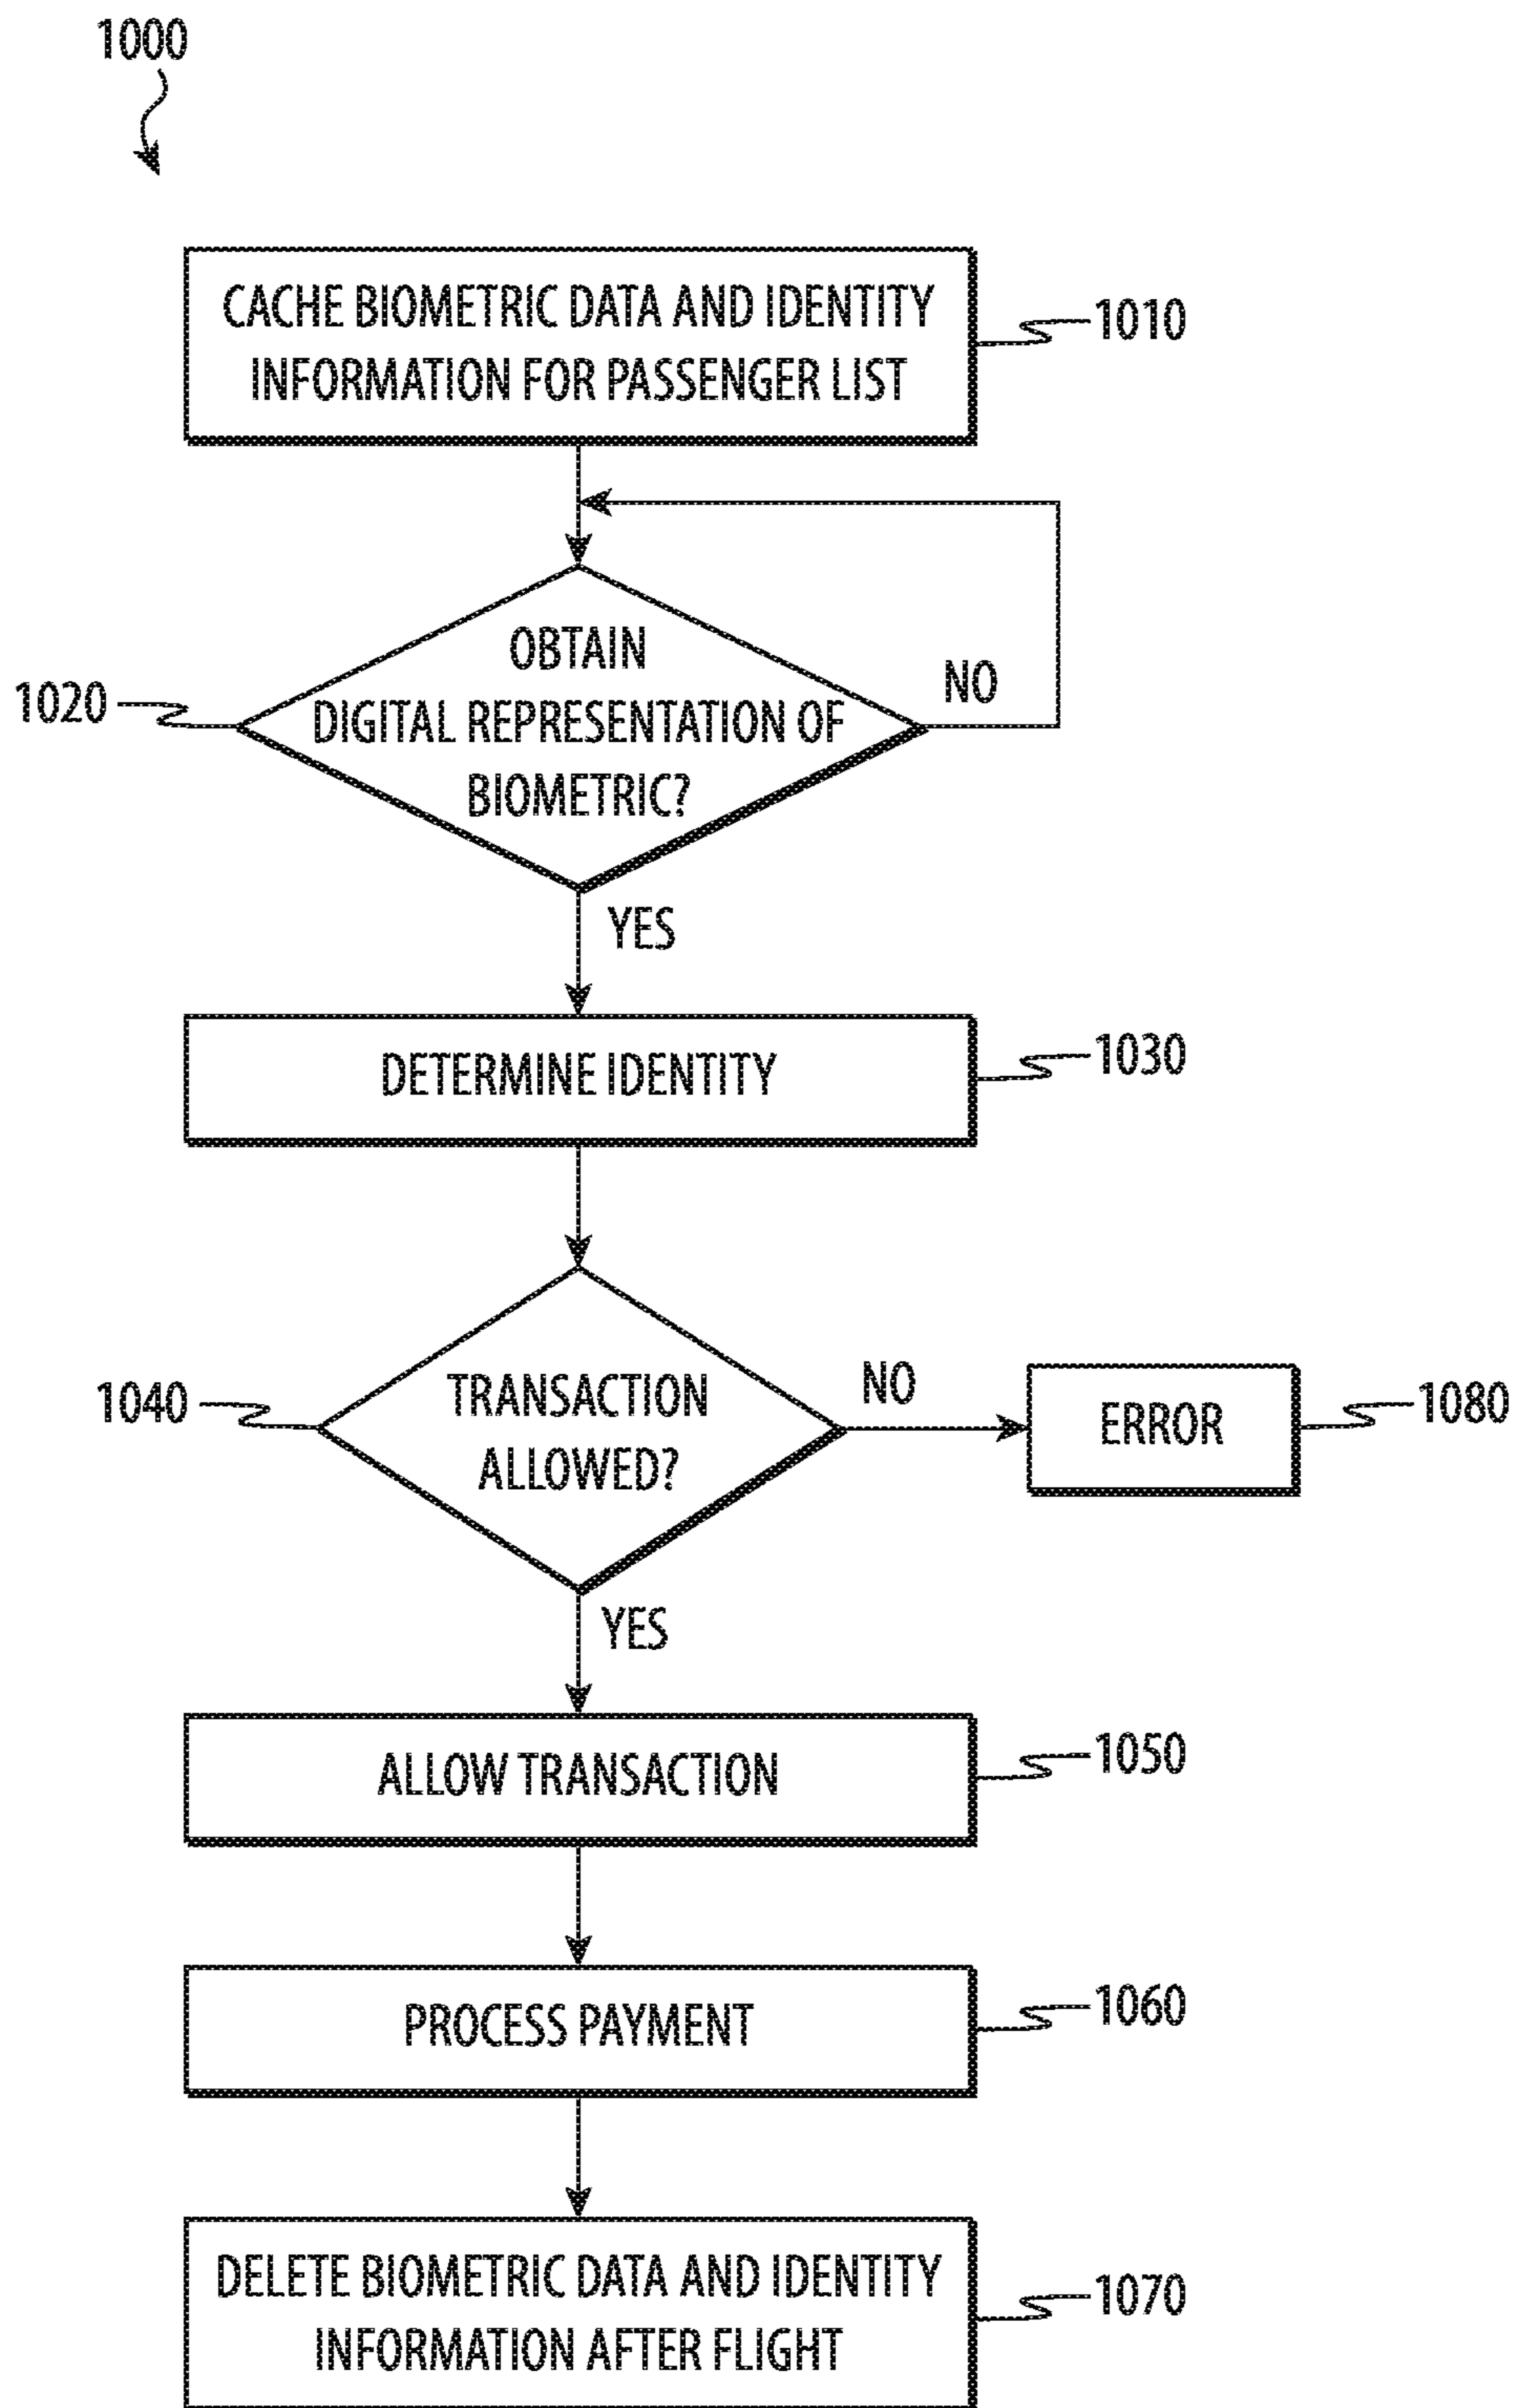 1000
CACHE BIOMETRIC DATA AND IDENTITY
INFORMATION FOR PASSENGER LIST
1010
OBTAIN
DIGITAL REPRESENTATION OF
BIOMETRIC?
1020
NO
YES
DETERMINE IDENTITY
1030
TRANSACTION
ALLOWED?
1040
NO
ERROR
1080
YES
ALLOW TRANSACTION
1050
PROCESS PAYMENT
1060
DELETE BIOMETRIC DATA AND IDENTITY
INFORMATION AFTER FLIGHT
1070